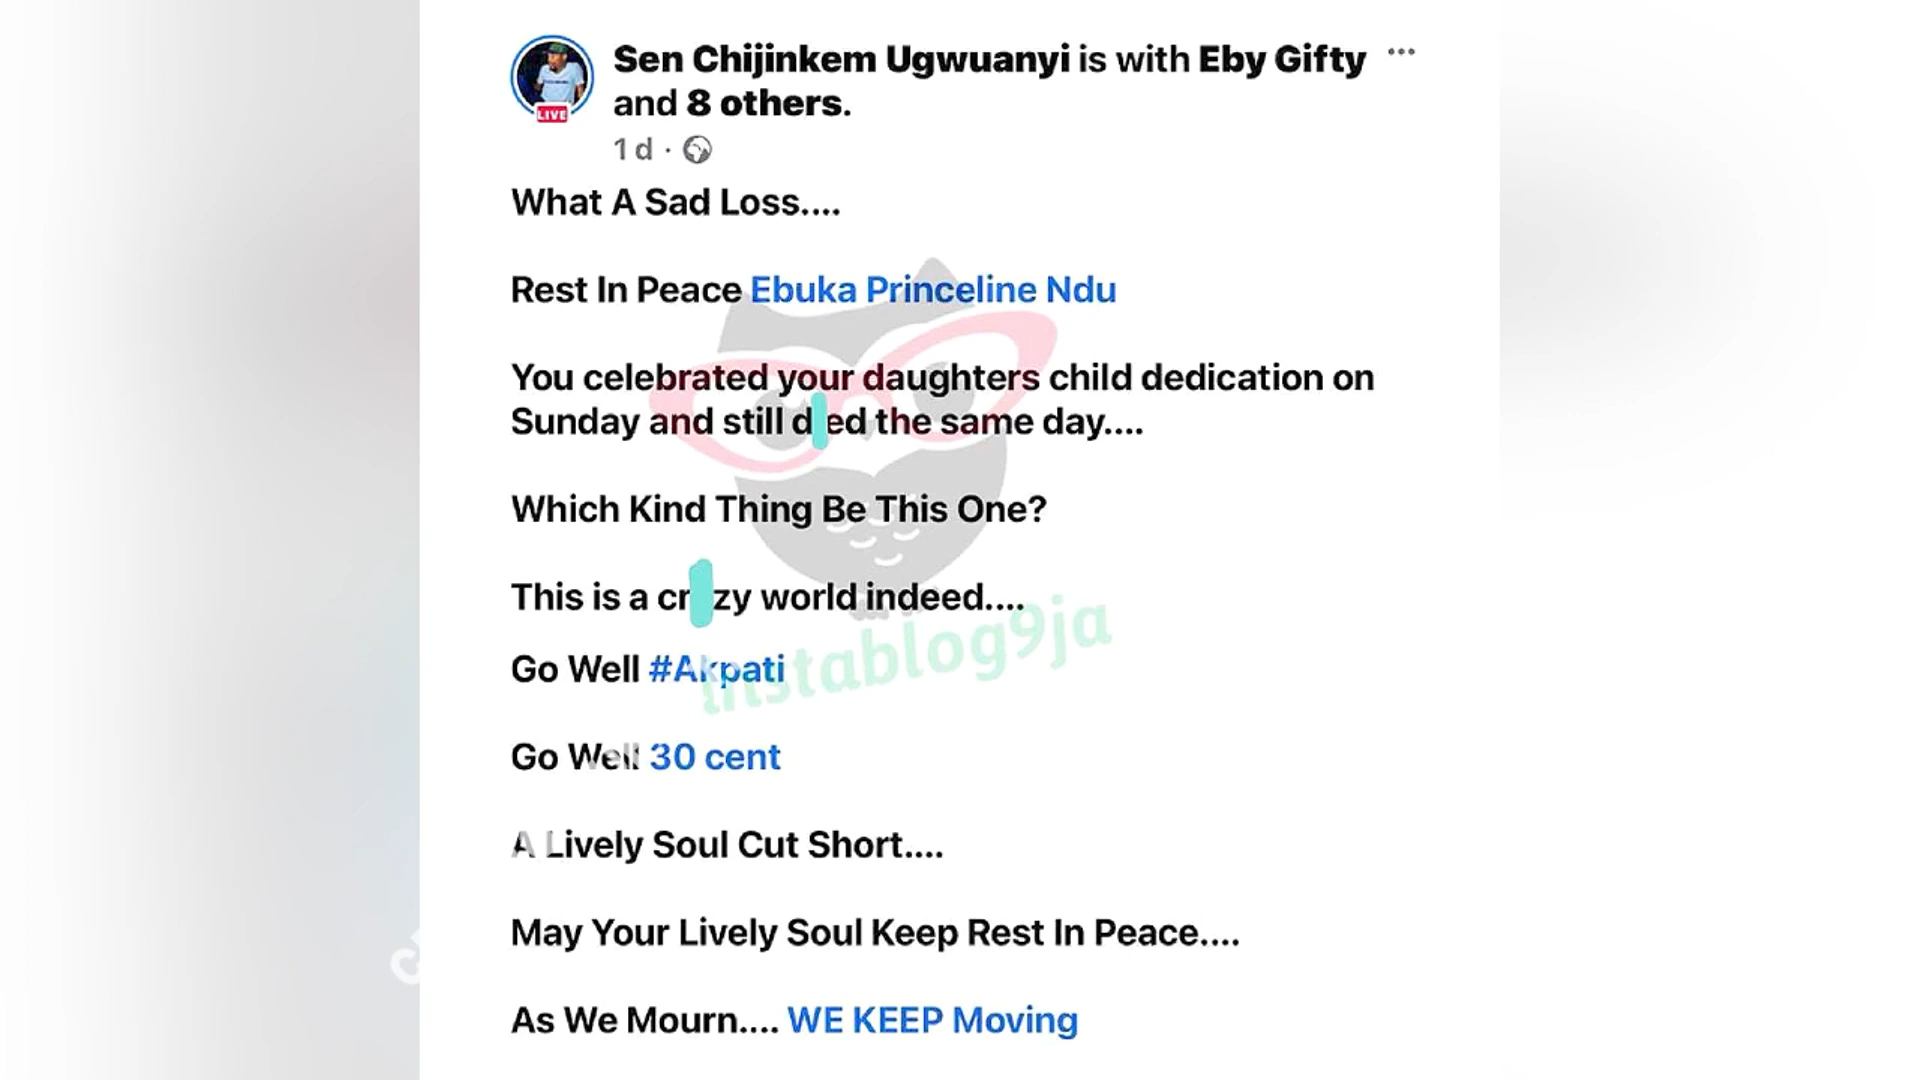 Sen Chijinkem Ugwuanyi is with Eby Gifty
and 8 others.
LIVE
1 d ·
What A Sad Loss....
Rest In Peace Ebuka Princeline Ndu
You celebrated your daughters child dedication on
Sunday and still d ed the same day....
Which Kind Thing Be This One?
This is a cr zy world indeed....
Instablog9ja
Go Well #Akpati
Go Well 30 cent
A Lively Soul Cut Short....
May Your Lively Soul Keep Rest In Peace....
As We Mourn.... WE KEEP Moving